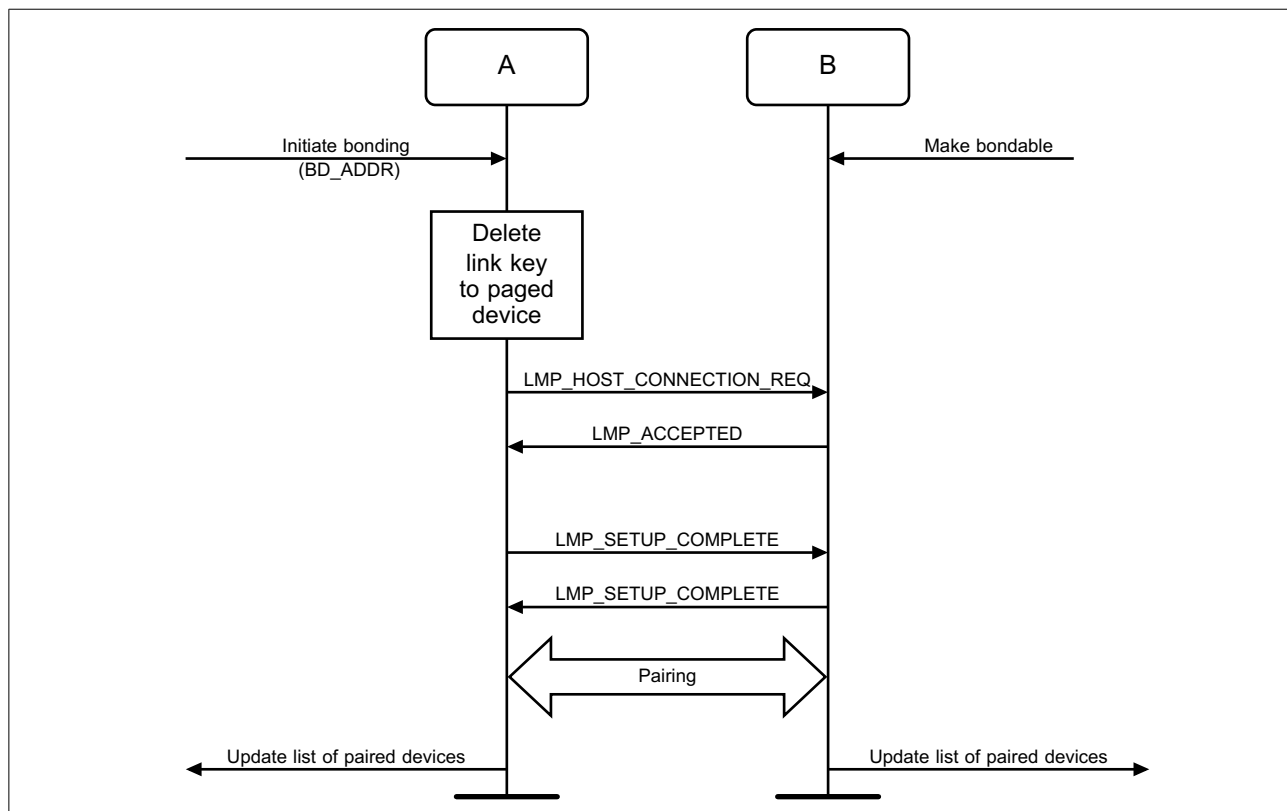 A
B
Initiate bonding
(BD_ADDR)
Make bondable
Delete
link key
to paged
device
LMP_HOST_CONNECTION_REQ
LMP_ACCEPTED
LMP_SETUP_COMPLETE
LMP_SETUP_COMPLETE
Pairing
Update list of paired devices
Update list of paired devices